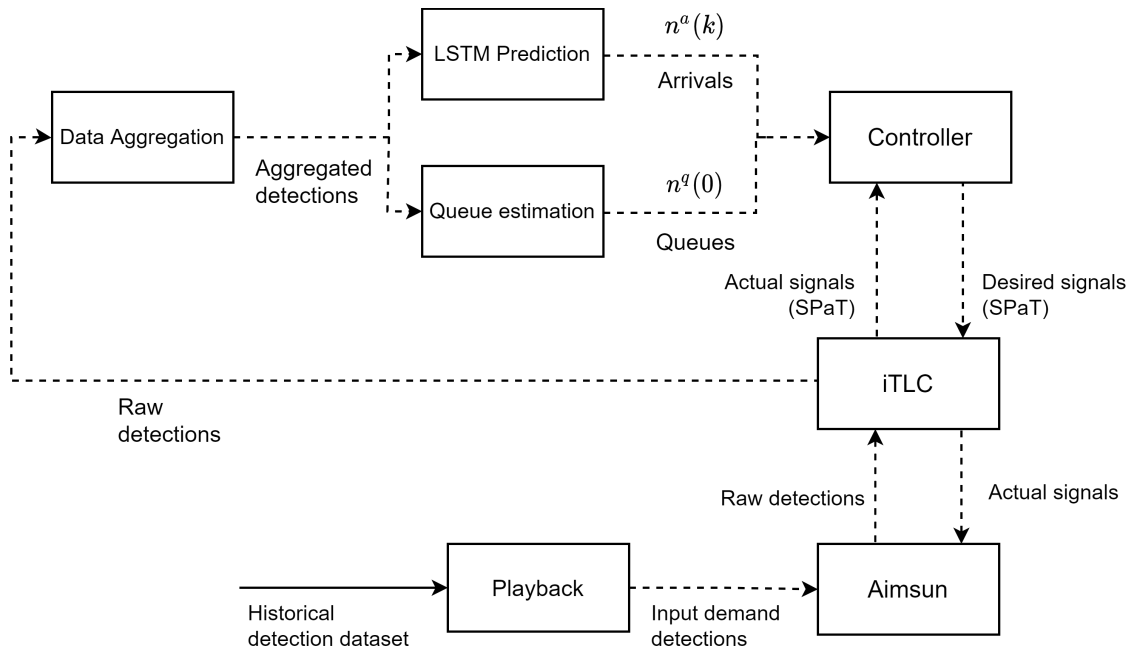 LSTM Prediction
n^a(k)
Arrivals
Data Aggregation
Aggregated
detections
Controller
Queue estimation
n^q(0)
Queues
Actual signals
(SPaT)
Desired signals
(SPaT)
iTLC
Raw
detections
Raw detections
Actual signals
Playback
Aimsun
Historical
detection dataset
Input demand
detections